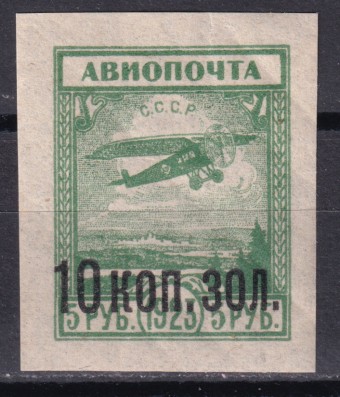 АВИОПОЧТА
С.С.С.Р
10 КОП. ЗОЛ.
5 РУБ. (1923) 5 РУБ.